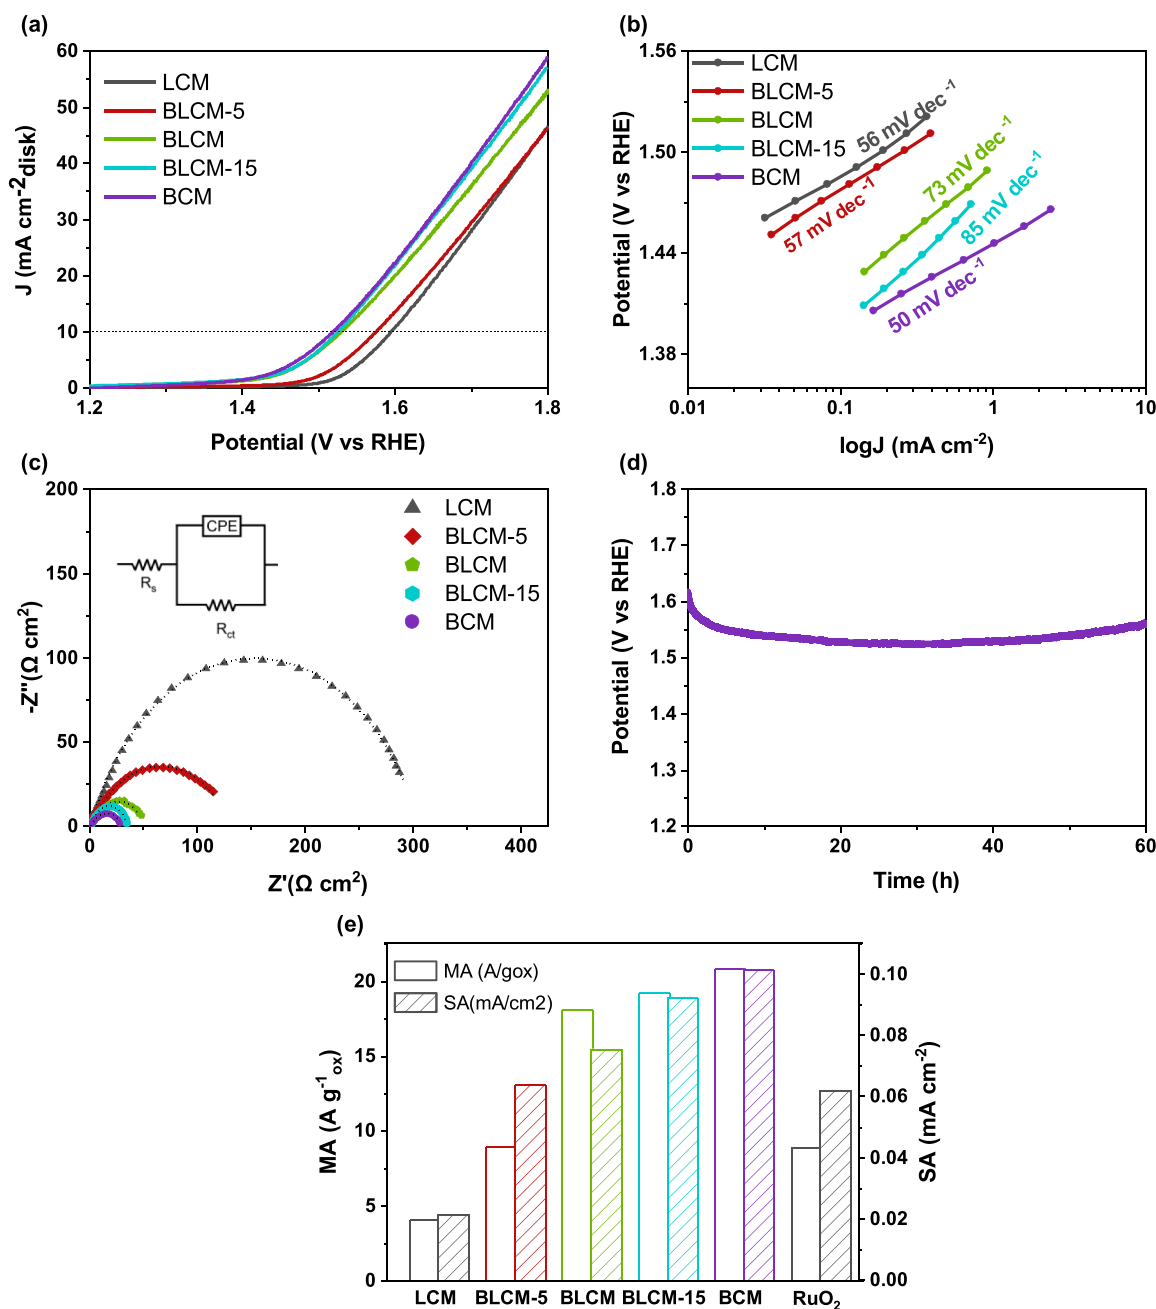 (a)
60
50
40
30
20
10
0
1.2
1.4
1.6
1.8
J (mA cm⁻²disk)
Potential (V vs RHE)
LCM
BLCM-5
BLCM
BLCM-15
BCM
(b)
1.56
1.50
1.44
1.38
0.01
0.1
1
10
Potential (V vs RHE)
logJ (mA cm⁻²)
LCM
BLCM-5
BLCM
BLCM-15
BCM
56 mV dec⁻¹
57 mV dec⁻¹
73 mV dec⁻¹
85 mV dec⁻¹
50 mV dec⁻¹
(c)
200
150
100
50
0
0
100
200
300
400
-Z"(Ω cm²)
Z'(Ω cm²)
CPE
Rₛ
R_ct
LCM
BLCM-5
BLCM
BLCM-15
BCM
(d)
1.8
1.7
1.6
1.5
1.4
1.3
1.2
0
20
40
60
Potential (V vs RHE)
Time (h)
(e)
20
15
10
5
0
MA (A g⁻¹ₒₓ)
MA (A/gox)
SA(mA/cm2)
0.10
0.08
0.06
0.04
0.02
0.00
SA (mA cm⁻²)
LCM
BLCM-5
BLCM
BLCM-15
BCM
RuO₂